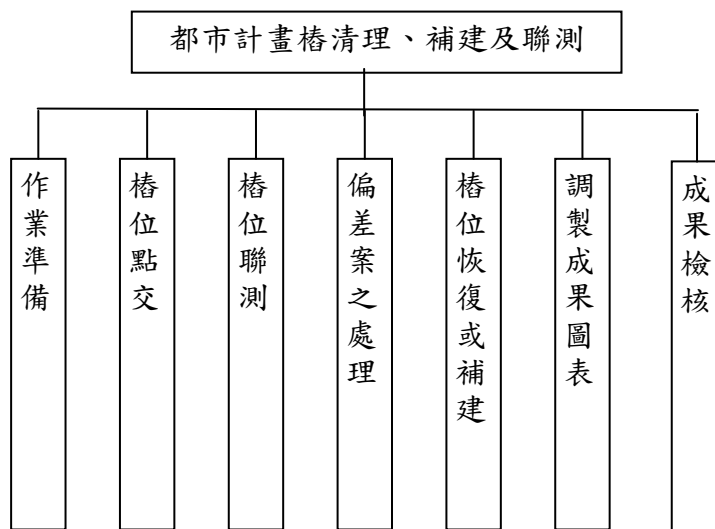 都市計畫樁清理、補建及聯測
作業準備
樁位點交
樁位聯測
偏差案之處理
樁位恢復或補建
調製成果圖表
成果檢核